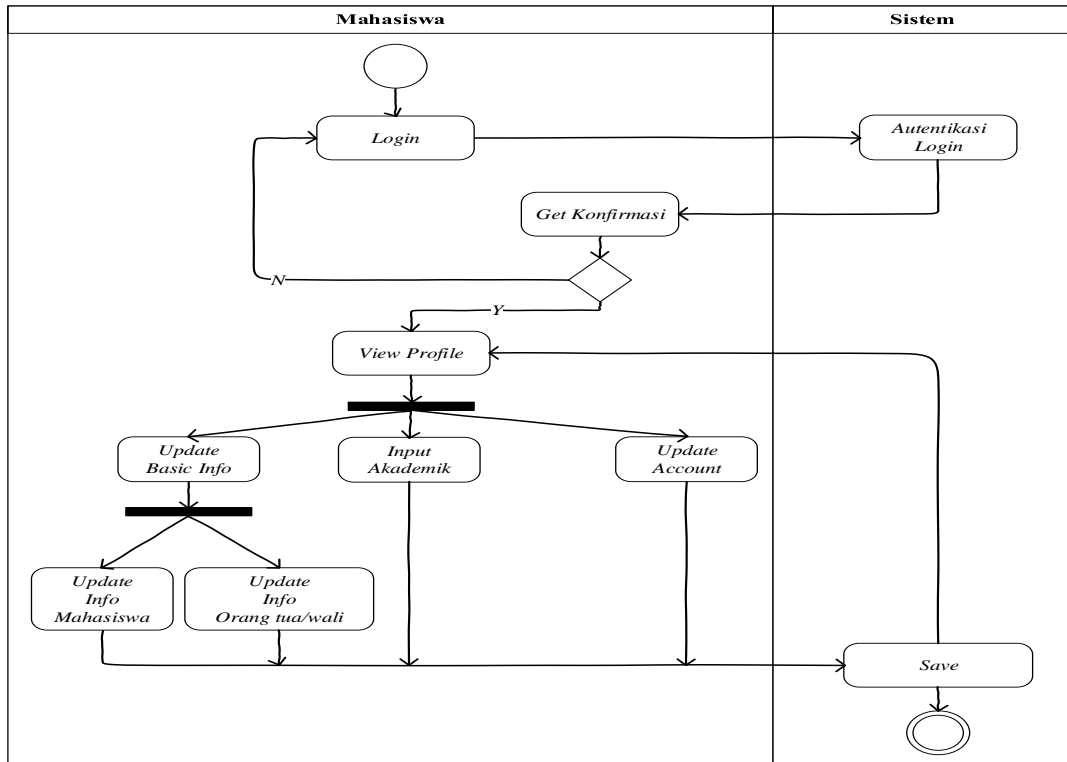 Mahasiswa
Sistem
Login
Autentikasi
Login
Get Konfirmasi
N
Y
View Profile
Update
Basic Info
Input
Akademik
Update
Account
Update
Info
Mahasiswa
Update
Info
Orang tua/wali
Save